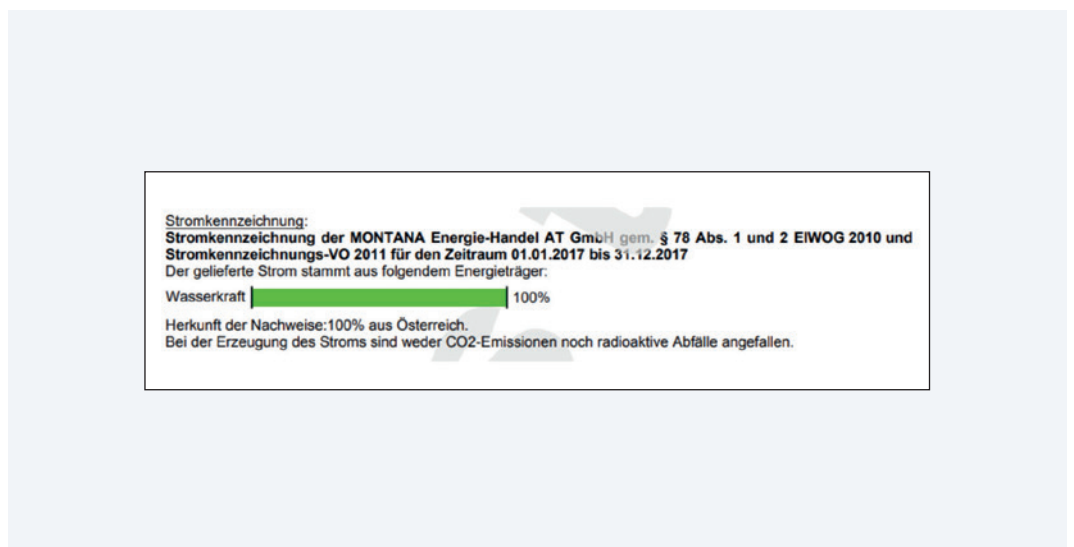 Stromkennzeichnung:
Stromkennzeichnung der MONTANA Energie-Handel AT GmbH gem. § 78 Abs. 1 und 2 ElWOG 2010 und
Stromkennzeichnungs-VO 2011 für den Zeitraum 01.01.2017 bis 31.12.2017
Der gelieferte Strom stammt aus folgendem Energieträger:
Wasserkraft 100%
Herkunft der Nachweise:100% aus Österreich.
Bei der Erzeugung des Stroms sind weder CO2-Emissionen noch radioaktive Abfälle angefallen.